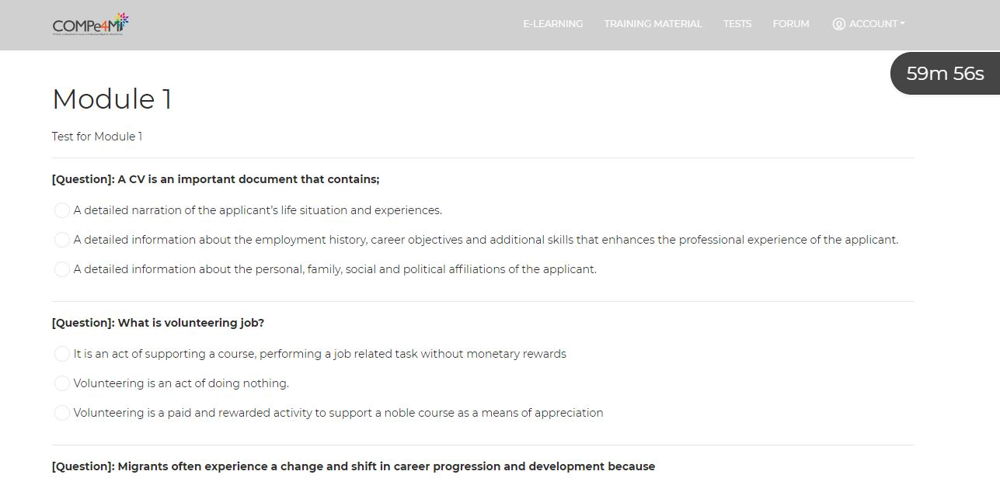 COMPe4Mi
E-LEARNING TRAINING MATERIAL TESTS FORUM ACCOUNT
59m 56s
Module 1
Test for Module 1
[Question]: A CV is an important document that contains;
A detailed narration of the applicant's life situation and experiences.
A detailed information about the employment history, career objectives and additional skills that enhances the professional experience of the applicant.
A detailed information about the personal, family, social and political affiliations of the applicant.
[Question]: What is volunteering job?
It is an act of supporting a course, performing a job related task without monetary rewards
Volunteering is an act of doing nothing.
Volunteering is a paid and rewarded activity to support a noble course as a means of appreciation
[Question]: Migrants often experience a change and shift in career progression and development because